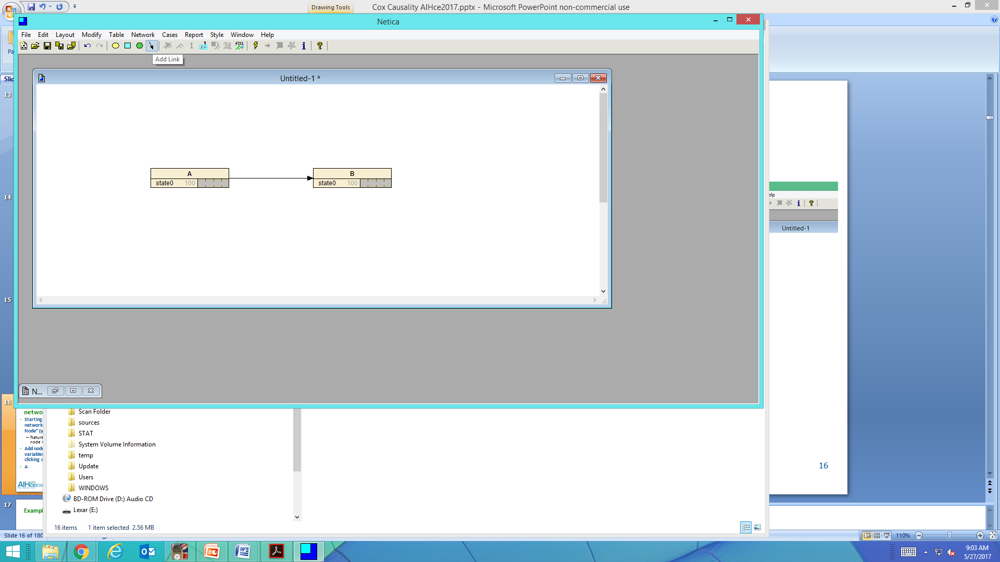 Drawing Tools
Cox Causality AIHce2017.pptx - Microsoft PowerPoint non-commercial use
Netica
File Edit Layout Modify Table Network Cases Report Style Window Help
Add Link
Untitled-1 *
A
state0 100
B
state0 100
N...
Pa
Slid
13
14
15
16
netwo
Starting
network
Node" (y
– Nature
node =
Add node
variables
clicking o
A
AIHce EX
2017
17
Exampl
Scan Folder
sources
STAT
System Volume Information
temp
Update
Users
WINDOWS
BD-ROM Drive (D:) Audio CD
Lexar (E:)
16 items 1 item selected 2.56 MB
elp
Untitled-1
16
Slide 16 of 180
110%
9:03 AM
5/27/2017